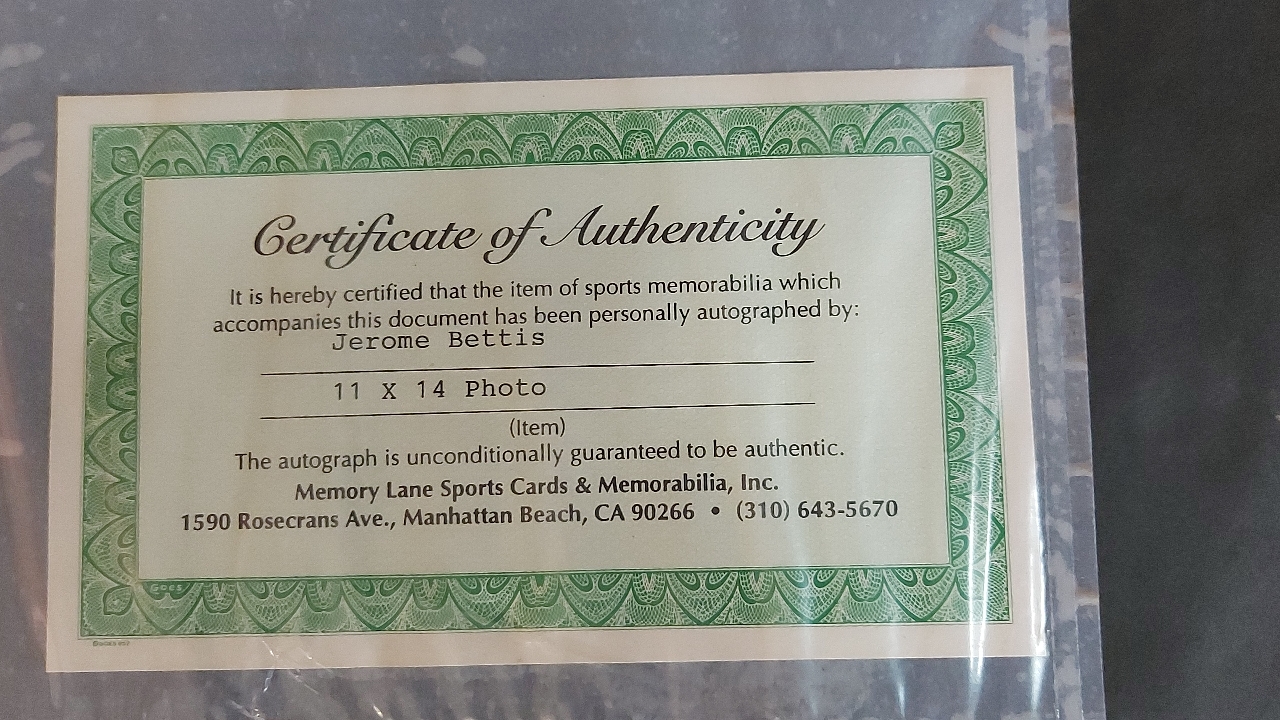 Certificate of Authenticity
It is hereby certified that the item of sports memorabilia which
accompanies this document has been personally autographed by:
Jerome Bettis
11 X 14 Photo
(Item)
The autograph is unconditionally guaranteed to be authentic.
Memory Lane Sports Cards & Memorabilia, Inc.
1590 Rosecrans Ave., Manhattan Beach, CA 90266 • (310) 643-5670
Goes